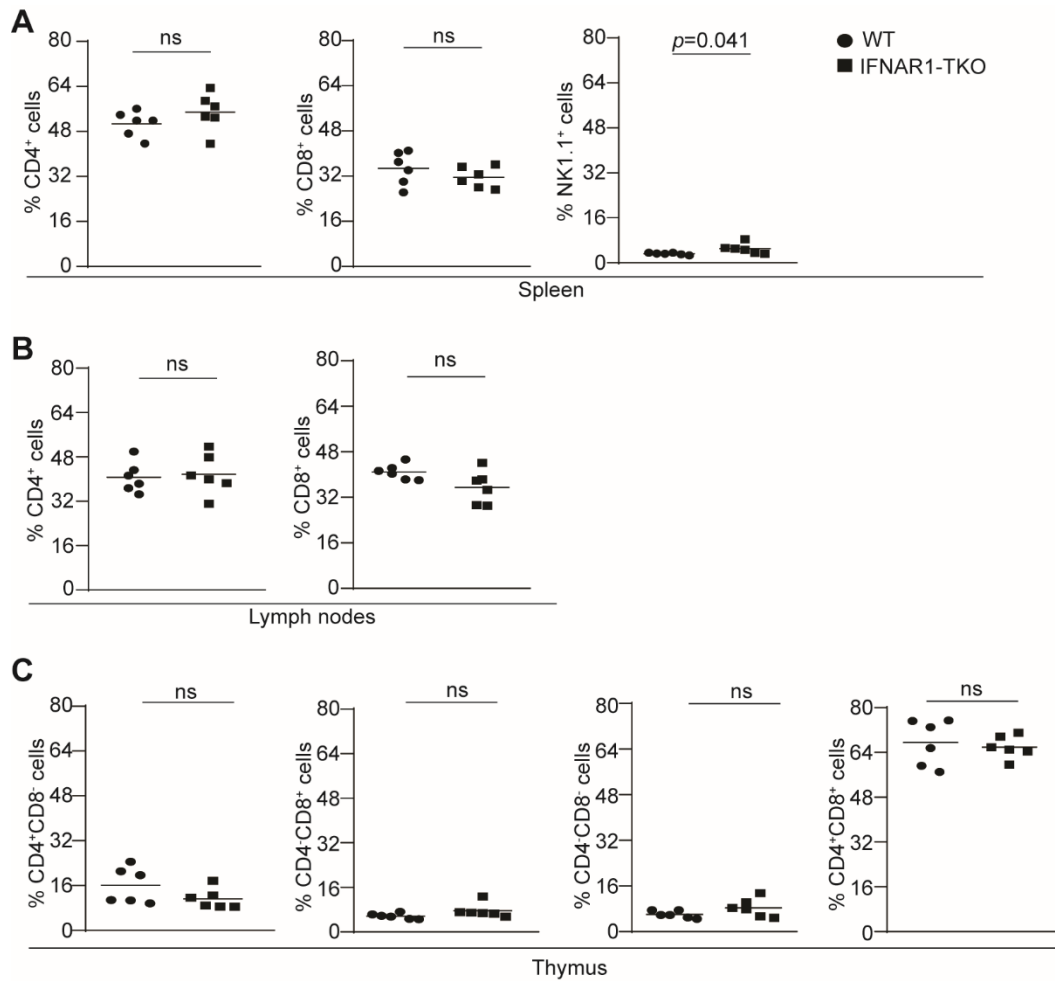 A
ns
ns
p=0.041
WT
IFNAR1-TKO
% CD4⁺ cells
80
64
48
32
16
0
% CD8⁺ cells
80
64
48
32
16
0
% NK1.1⁺ cells
80
64
48
32
16
0
Spleen
B
ns
ns
% CD4⁺ cells
80
64
48
32
16
0
% CD8⁺ cells
80
64
48
32
16
0
Lymph nodes
C
ns
ns
ns
ns
% CD4⁺CD8⁻ cells
80
64
48
32
16
0
% CD4⁻CD8⁺ cells
80
64
48
32
16
0
% CD4⁻CD8⁻ cells
80
64
48
32
16
0
% CD4⁺CD8⁺ cells
80
64
48
32
16
0
Thymus